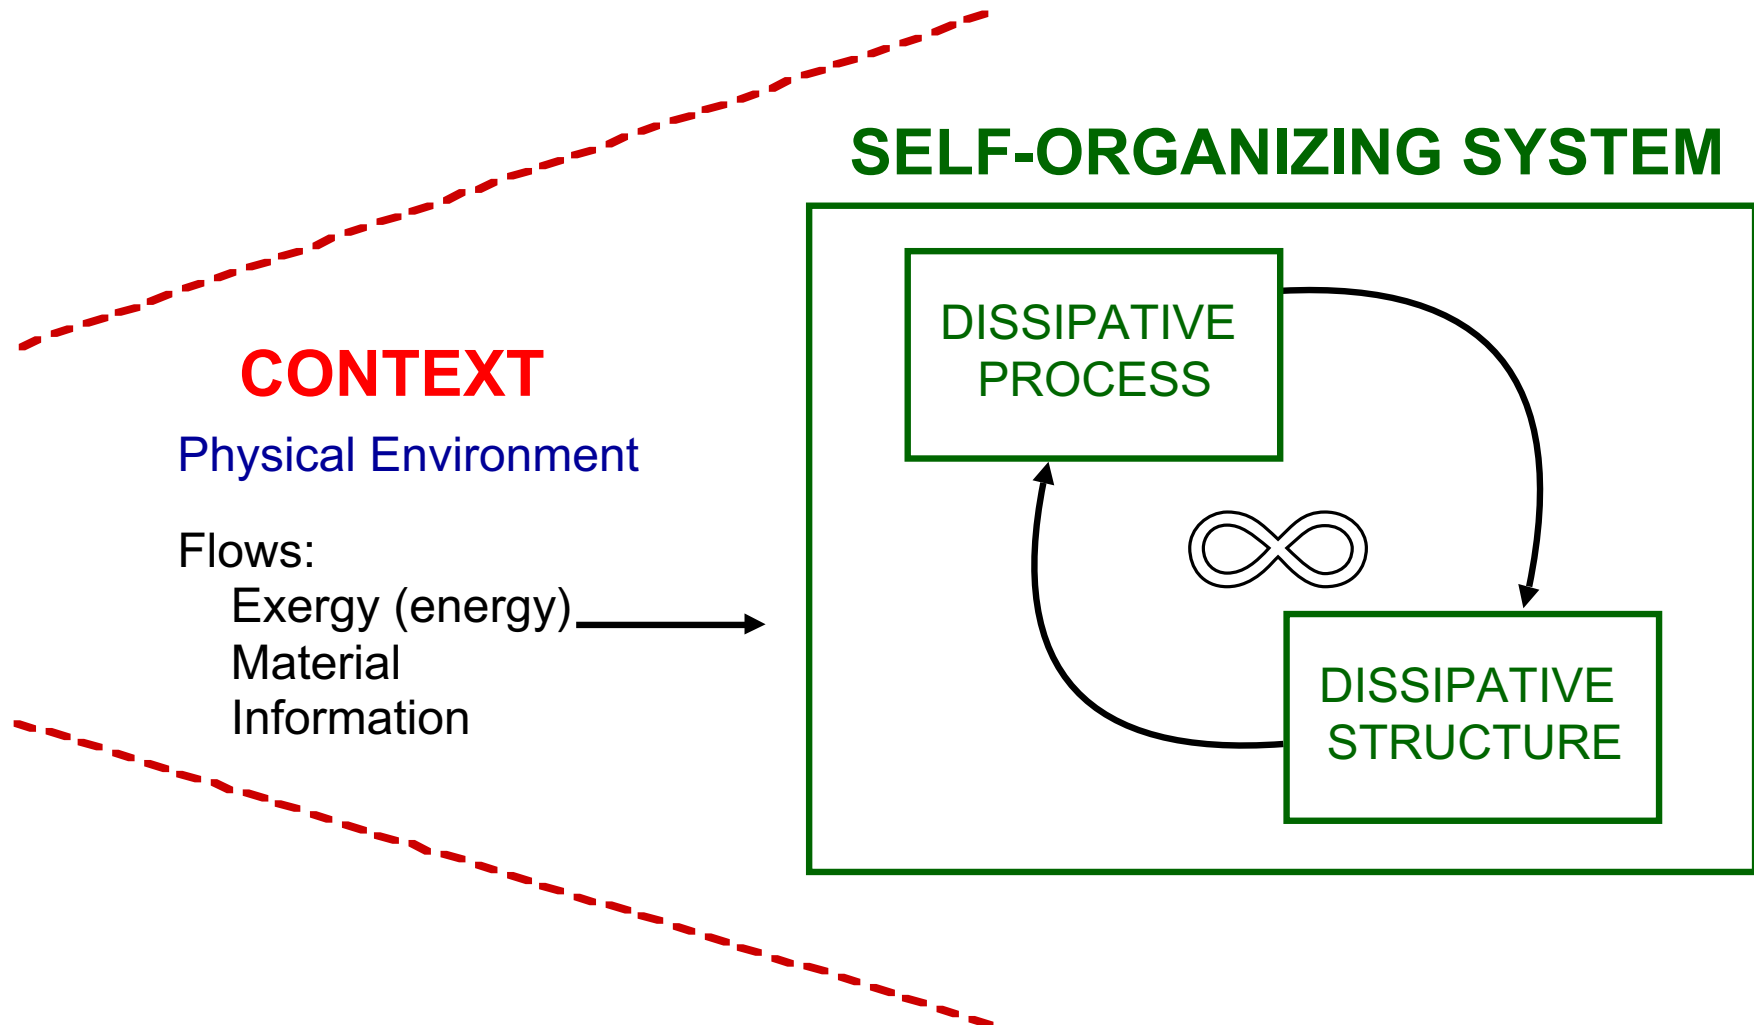 SELF-ORGANIZING SYSTEM
CONTEXT
Physical Environment
Flows:
Exergy (energy)
Material
Information
DISSIPATIVE
PROCESS
DISSIPATIVE
STRUCTURE